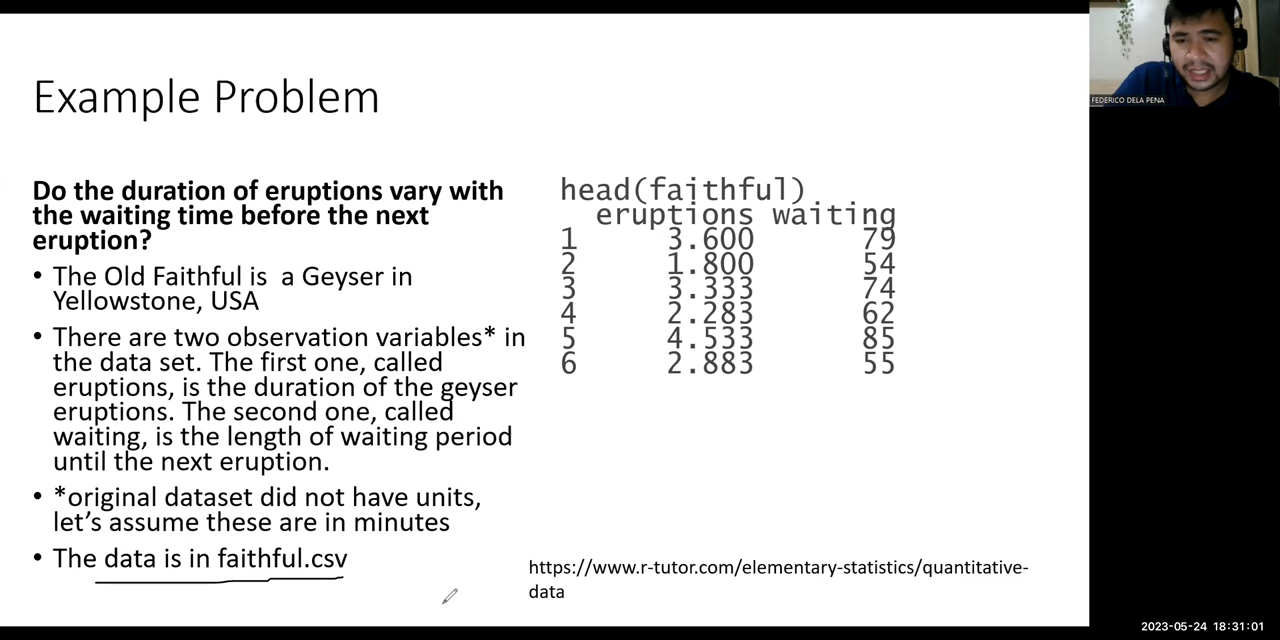 Example Problem
Do the duration of eruptions vary with
the waiting time before the next
eruption?
• The Old Faithful is a Geyser in
Yellowstone, USA
• There are two observation variables* in
the data set. The first one, called
eruptions, is the duration of the geyser
eruptions. The second one, called
waiting, is the length of waiting period
until the next eruption.
• *original dataset did not have units,
let's assume these are in minutes
• The data is in faithful.csv
head(faithful)
eruptions waiting
1 3.600 79
2 1.800 54
3 3.333 74
4 2.283 62
5 4.533 85
6 2.883 55
https://www.r-tutor.com/elementary-statistics/quantitative-
data
FEDERICO DELA PENA
2023-05-24 18:31:01